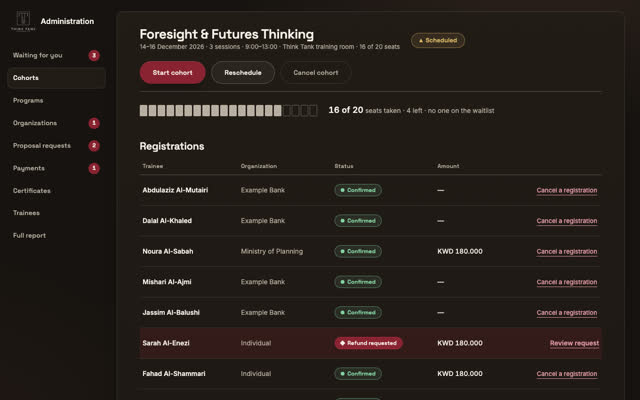 THINK TANK
Administration
Waiting for you 3
Cohorts
Programs
Organizations 1
Proposal requests 2
Payments 1
Certificates
Trainees
Full report
Foresight & Futures Thinking
14–16 December 2026 · 3 sessions · 9:00–13:00 · Think Tank training room · 16 of 20 seats
Scheduled
Start cohort
Reschedule
Cancel cohort
16 of 20 seats taken · 4 left · no one on the waitlist
Registrations
Trainee Organization Status Amount
Abdulaziz Al-Mutairi Example Bank Confirmed — Cancel a registration
Dalal Al-Khaled Example Bank Confirmed — Cancel a registration
Noura Al-Sabah Ministry of Planning Confirmed KWD 180.000 Cancel a registration
Mishari Al-Ajmi Example Bank Confirmed — Cancel a registration
Jassim Al-Balushi Example Bank Confirmed — Cancel a registration
Sarah Al-Enezi Individual Refund requested KWD 180.000 Review request
Fahad Al-Shammari Individual Confirmed KWD 180.000 Cancel a registration